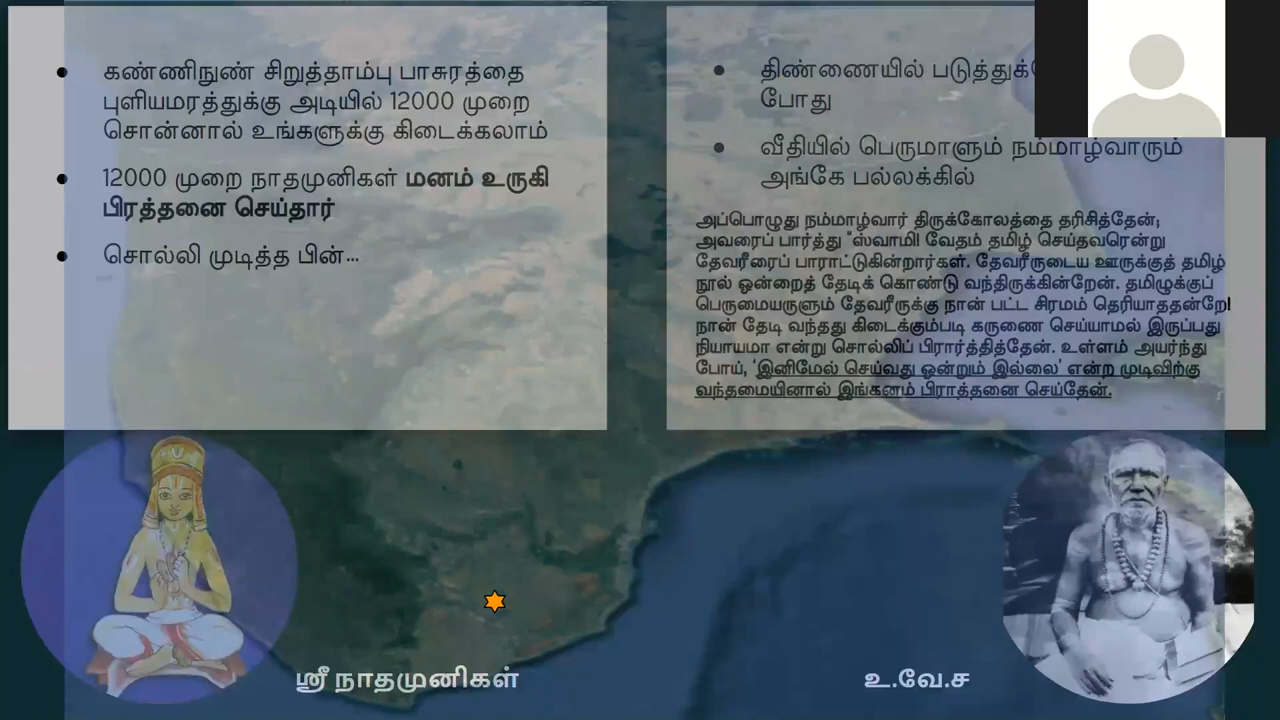 கண்ணிநுண் சிறுத்தாம்பு பாசுரத்தை
புளியமரத்துக்கு அடியில் 12000 முறை
சொன்னால் உங்களுக்கு கிடைக்கலாம்
12000 முறை நாதமுனிகள் மனம் உருகி
பிரத்தனை செய்தார்
சொல்லி முடித்த பின்...
திண்ணையில்
போது
வீதியில் பெருமாளும் நம்மாழ்வாரும்
அங்கே பல்லக்கில்
அப்பொழுது நம்மாழ்வார் திருக்கோலத்தை தரிசித்தேன்;
அவரைப் பார்த்து "ஸ்வாமி! வேதம் தமிழ் செய்தவரென்று
தேவரீரைப் பாராட்டுகின்றார்கள். தேவரீருடைய ஊருக்குத் தமிழ்
நூல் ஒன்றைத் தேடிக் கொண்டு வந்திருக்கின்றேன். தமிழுக்குப்
பெருமையருளும் தேவரீருக்கு நான் பட்ட சிரமம் தெரியாததன்றே!
நான் தேடி வந்தது கிடைக்கும்படி கருணை செய்யாமல் இருப்பது
நியாயமா என்று சொல்லிப் பிரார்த்தித்தேன். உள்ளம் அயர்ந்து
போய், 'இனிமேல் செய்வது ஒன்றும் இல்லை' என்ற முடிவிற்கு
வந்தமையினால் இங்கனம் பிராத்தனை செய்தேன்.
ஸ்ரீ நாதமுனிகள்
உ.வே.ச